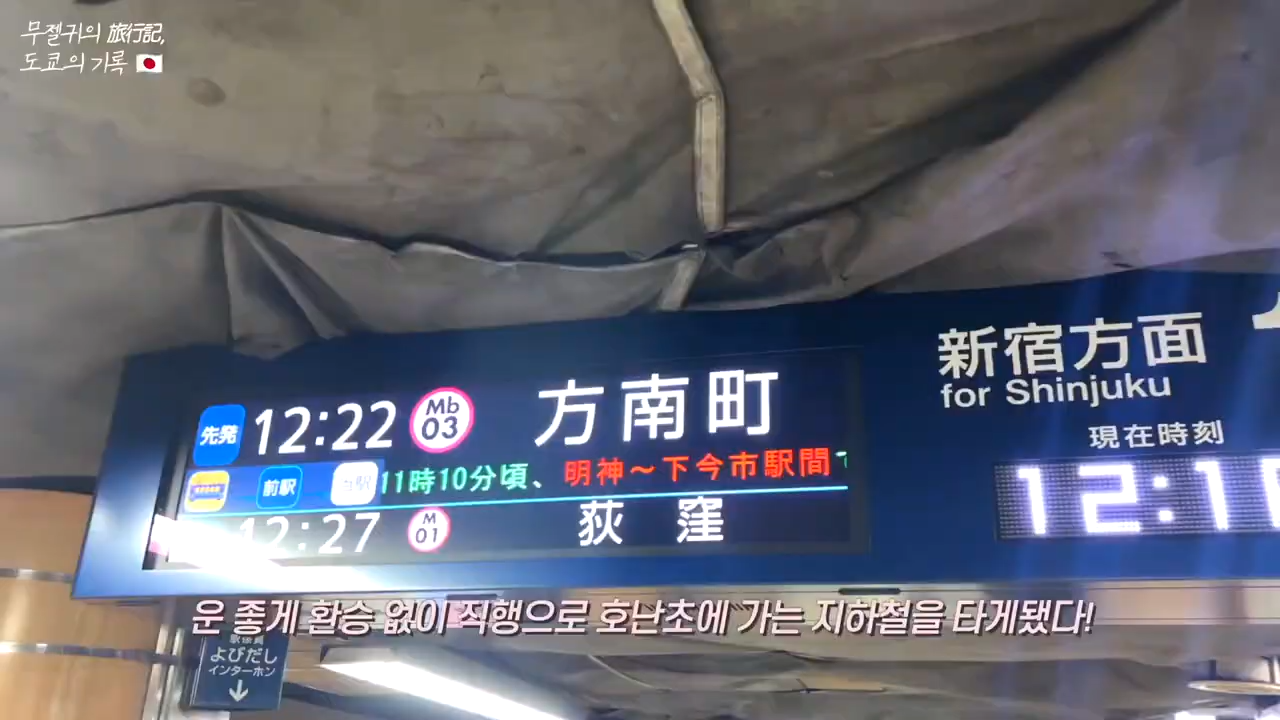 무젤귀의 旅行記,
도쿄의 기록
新宿方面
for Shinjuku
現在時刻
先発 12:22 Mb 03 方南町
前駅 11時10分頃、明神～下今市駅間
12:27 M 01 荻窪
운 좋게 환승 없이 직행으로 호난초에 가는 지하철을 타게됐다!
よびだし
インターホン